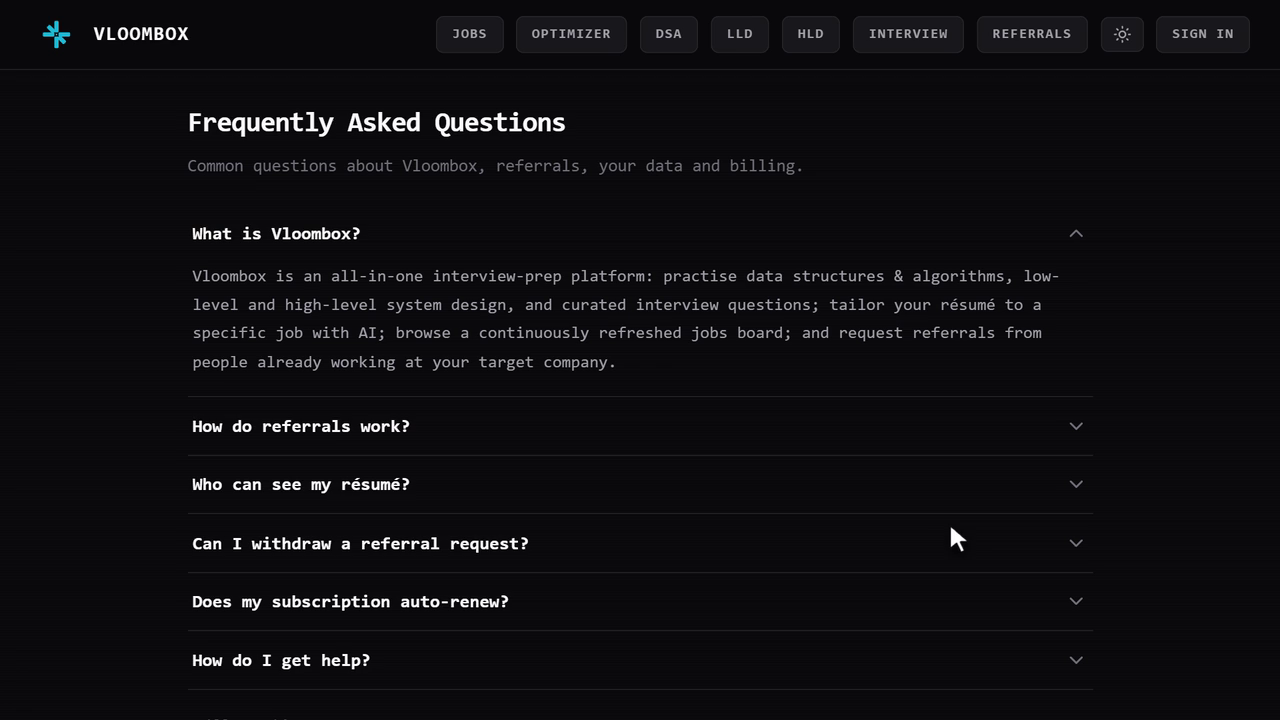 VLOOMBOX
JOBS
OPTIMIZER
DSA
LLD
HLD
INTERVIEW
REFERRALS
SIGN IN
Frequently Asked Questions
Common questions about Vloombox, referrals, your data and billing.
What is Vloombox?
Vloombox is an all-in-one interview-prep platform: practise data structures & algorithms, low-
level and high-level system design, and curated interview questions; tailor your résumé to a
specific job with AI; browse a continuously refreshed jobs board; and request referrals from
people already working at your target company.
How do referrals work?
Who can see my résumé?
Can I withdraw a referral request?
Does my subscription auto-renew?
How do I get help?